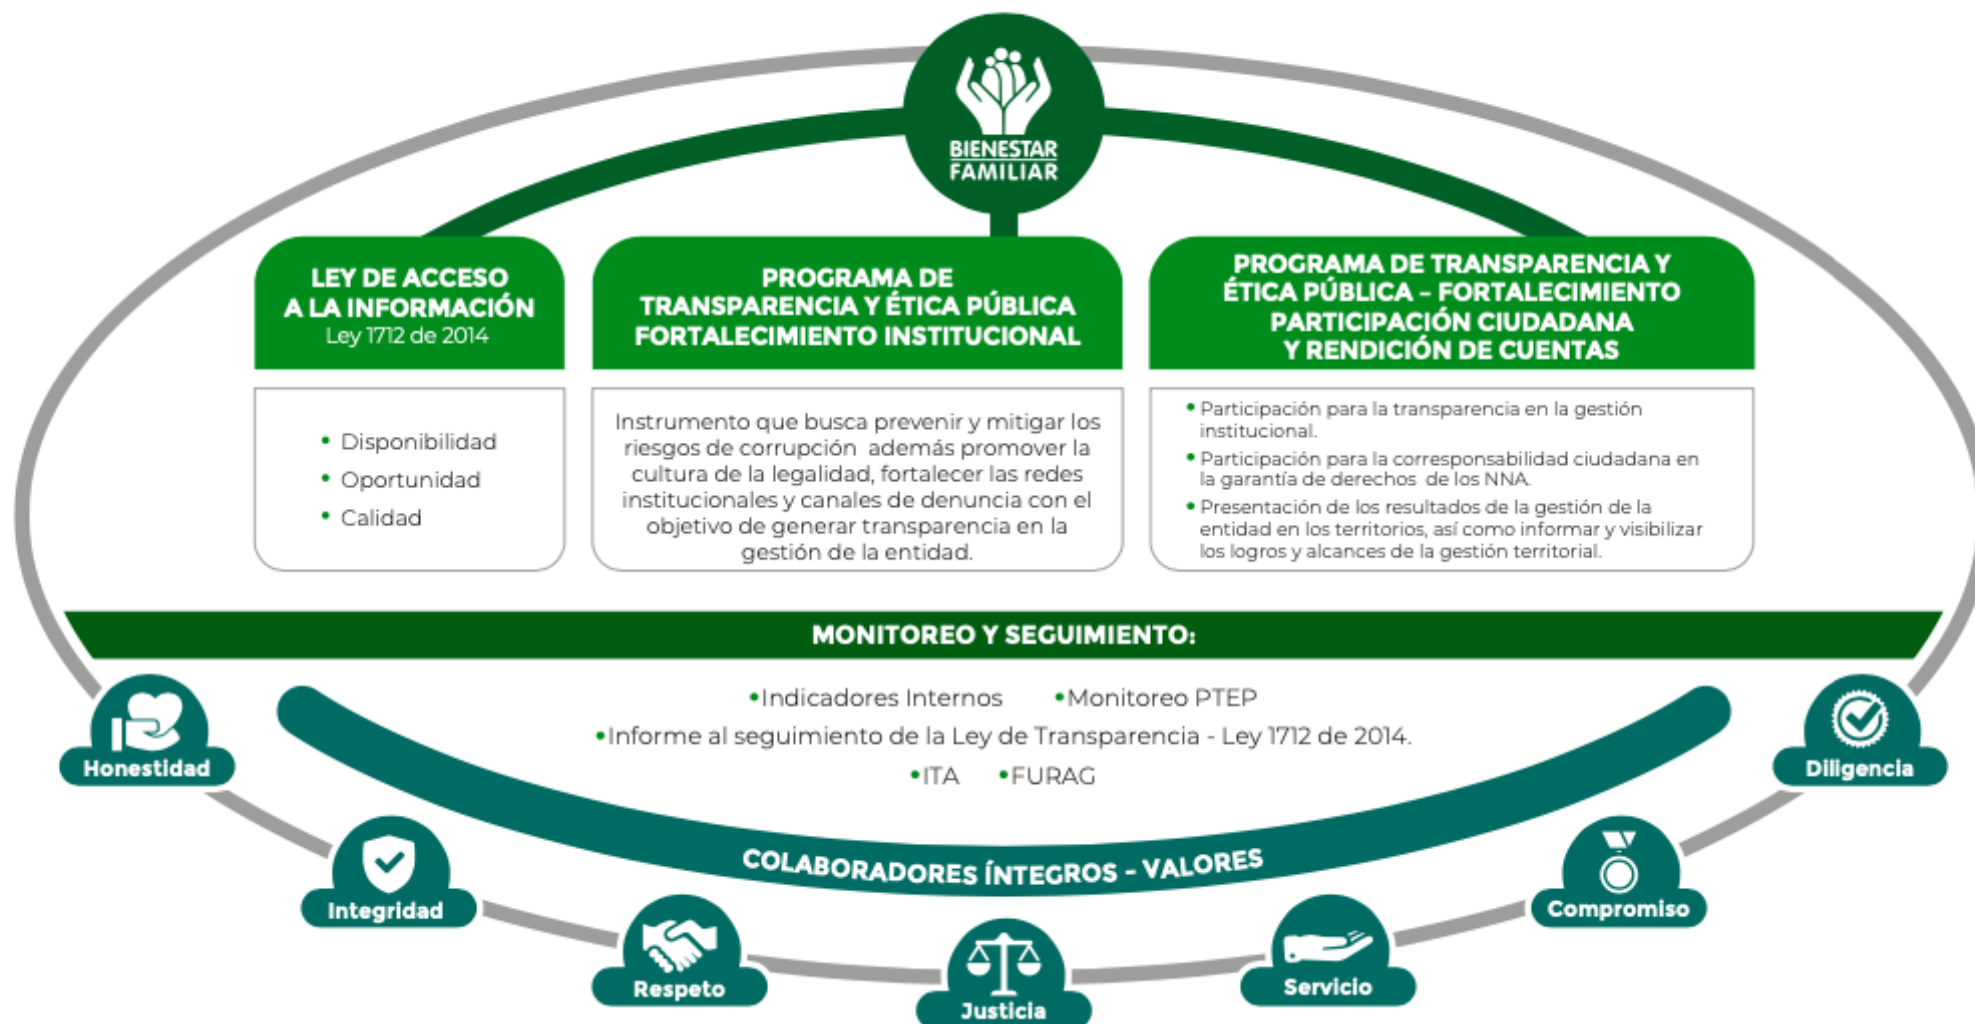 BIENESTAR
FAMILIAR
LEY DE ACCESO
A LA INFORMACIÓN
Ley 1712 de 2014
• Disponibilidad
• Oportunidad
• Calidad
PROGRAMA DE
TRANSPARENCIA Y ÉTICA PÚBLICA
FORTALECIMIENTO INSTITUCIONAL
Instrumento que busca prevenir y mitigar los
riesgos de corrupción además promover la
cultura de la legalidad, fortalecer las redes
institucionales y canales de denuncia con el
objetivo de generar transparencia en la
gestión de la entidad.
PROGRAMA DE TRANSPARENCIA Y
ÉTICA PÚBLICA – FORTALECIMIENTO
PARTICIPACIÓN CIUDADANA
Y RENDICIÓN DE CUENTAS
• Participación para la transparencia en la gestión
institucional.
• Participación para la corresponsabilidad ciudadana en
la garantía de derechos de los NNA.
• Presentación de los resultados de la gestión de la
entidad en los territorios, así como informar y visibilizar
los logros y alcances de la gestión territorial.
MONITOREO Y SEGUIMIENTO:
•Indicadores Internos •Monitoreo PTEP
•Informe al seguimiento de la Ley de Transparencia - Ley 1712 de 2014.
•ITA •FURAG
COLABORADORES ÍNTEGROS - VALORES
Honestidad
Integridad
Respeto
Justicia
Servicio
Compromiso
Diligencia